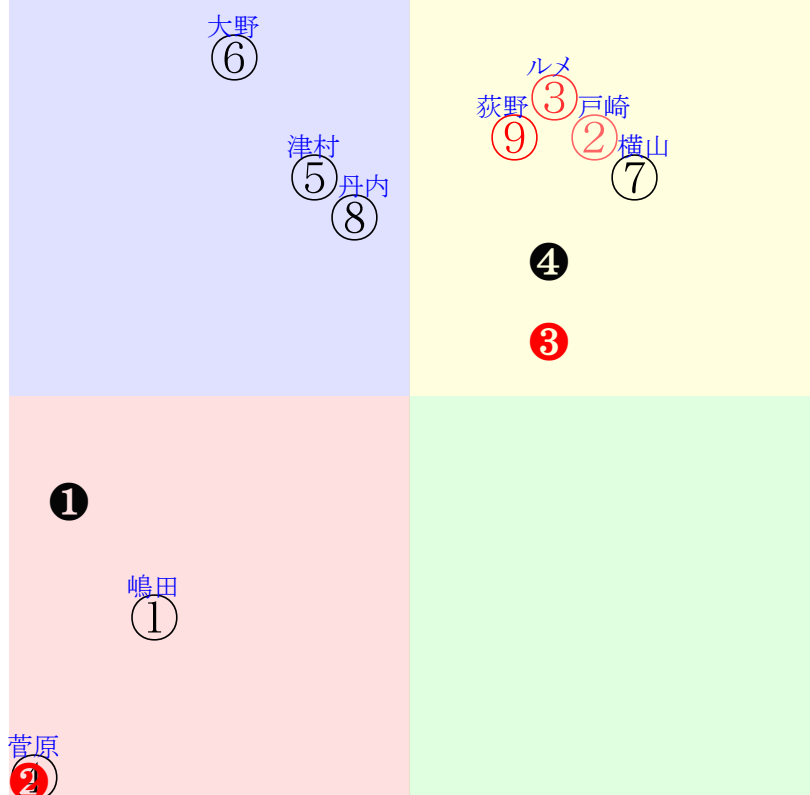 大野
⑥
ルメ
③
荻野
⑨
戸崎
②
津村
⑤
横山
⑦
丹内
⑧
❹
❸
❶
嶋田
①
菅原
❷